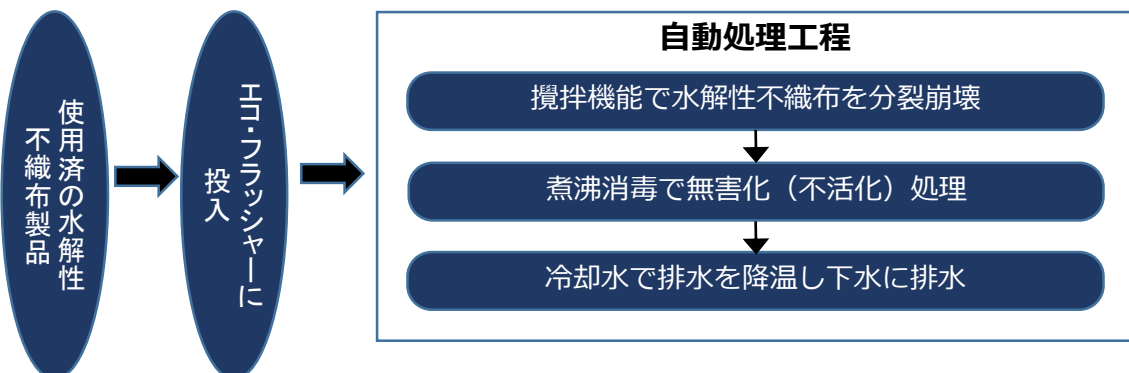 使用済の水解性
不織布製品
エコ・フラッシャーに
投入
自動処理工程
攪拌機能で水解性不織布を分裂崩壊
煮沸消毒で無害化（不活化）処理
冷却水で排水を降温し下水に排水